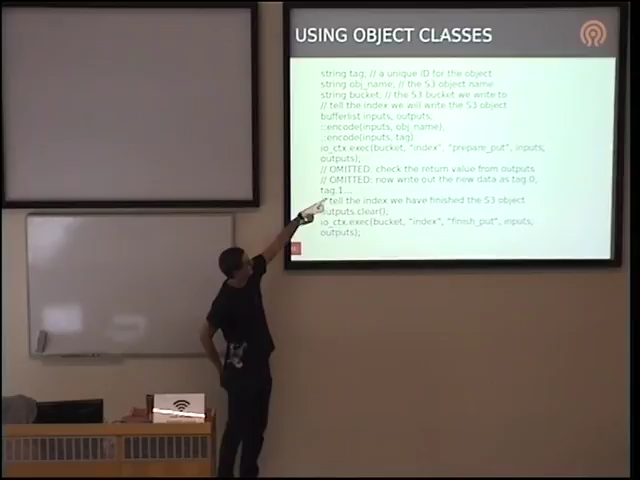 USING OBJECT CLASSES
string tag; // a unique ID for the object
string obj_name; // the S3 object name
string bucket; // the S3 bucket we write to
// tell the index we will write the S3 object
bufferlist inputs, outputs;
::encode(inputs, obj_name);
::encode(inputs, tag)
io_ctx.exec(bucket, "index", "prepare_put", inputs,
outputs);
// OMITTED: check the return value from outputs
// OMITTED: now write out the new data as tag.0,
tag.1...
tell the index we have finished the S3 object
outputs.clear();
io_ctx.exec(bucket, "index", "finish_put", inputs,
outputs);